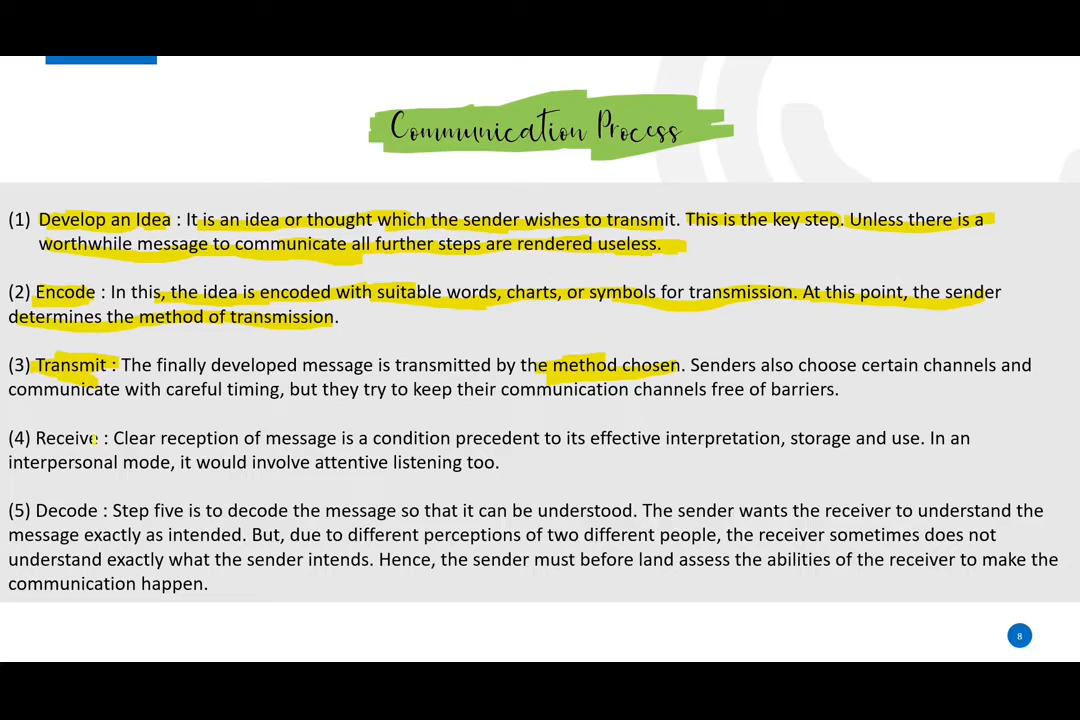 Communication Process
(1) Develop an Idea : It is an idea or thought which the sender wishes to transmit. This is the key step. Unless there is a
worthwhile message to communicate all further steps are rendered useless.
(2) Encode : In this, the idea is encoded with suitable words, charts, or symbols for transmission. At this point, the sender
determines the method of transmission.
(3) Transmit : The finally developed message is transmitted by the method chosen. Senders also choose certain channels and
communicate with careful timing, but they try to keep their communication channels free of barriers.
(4) Receive : Clear reception of message is a condition precedent to its effective interpretation, storage and use. In an
interpersonal mode, it would involve attentive listening too.
(5) Decode : Step five is to decode the message so that it can be understood. The sender wants the receiver to understand the
message exactly as intended. But, due to different perceptions of two different people, the receiver sometimes does not
understand exactly what the sender intends. Hence, the sender must before land assess the abilities of the receiver to make the
communication happen.
8